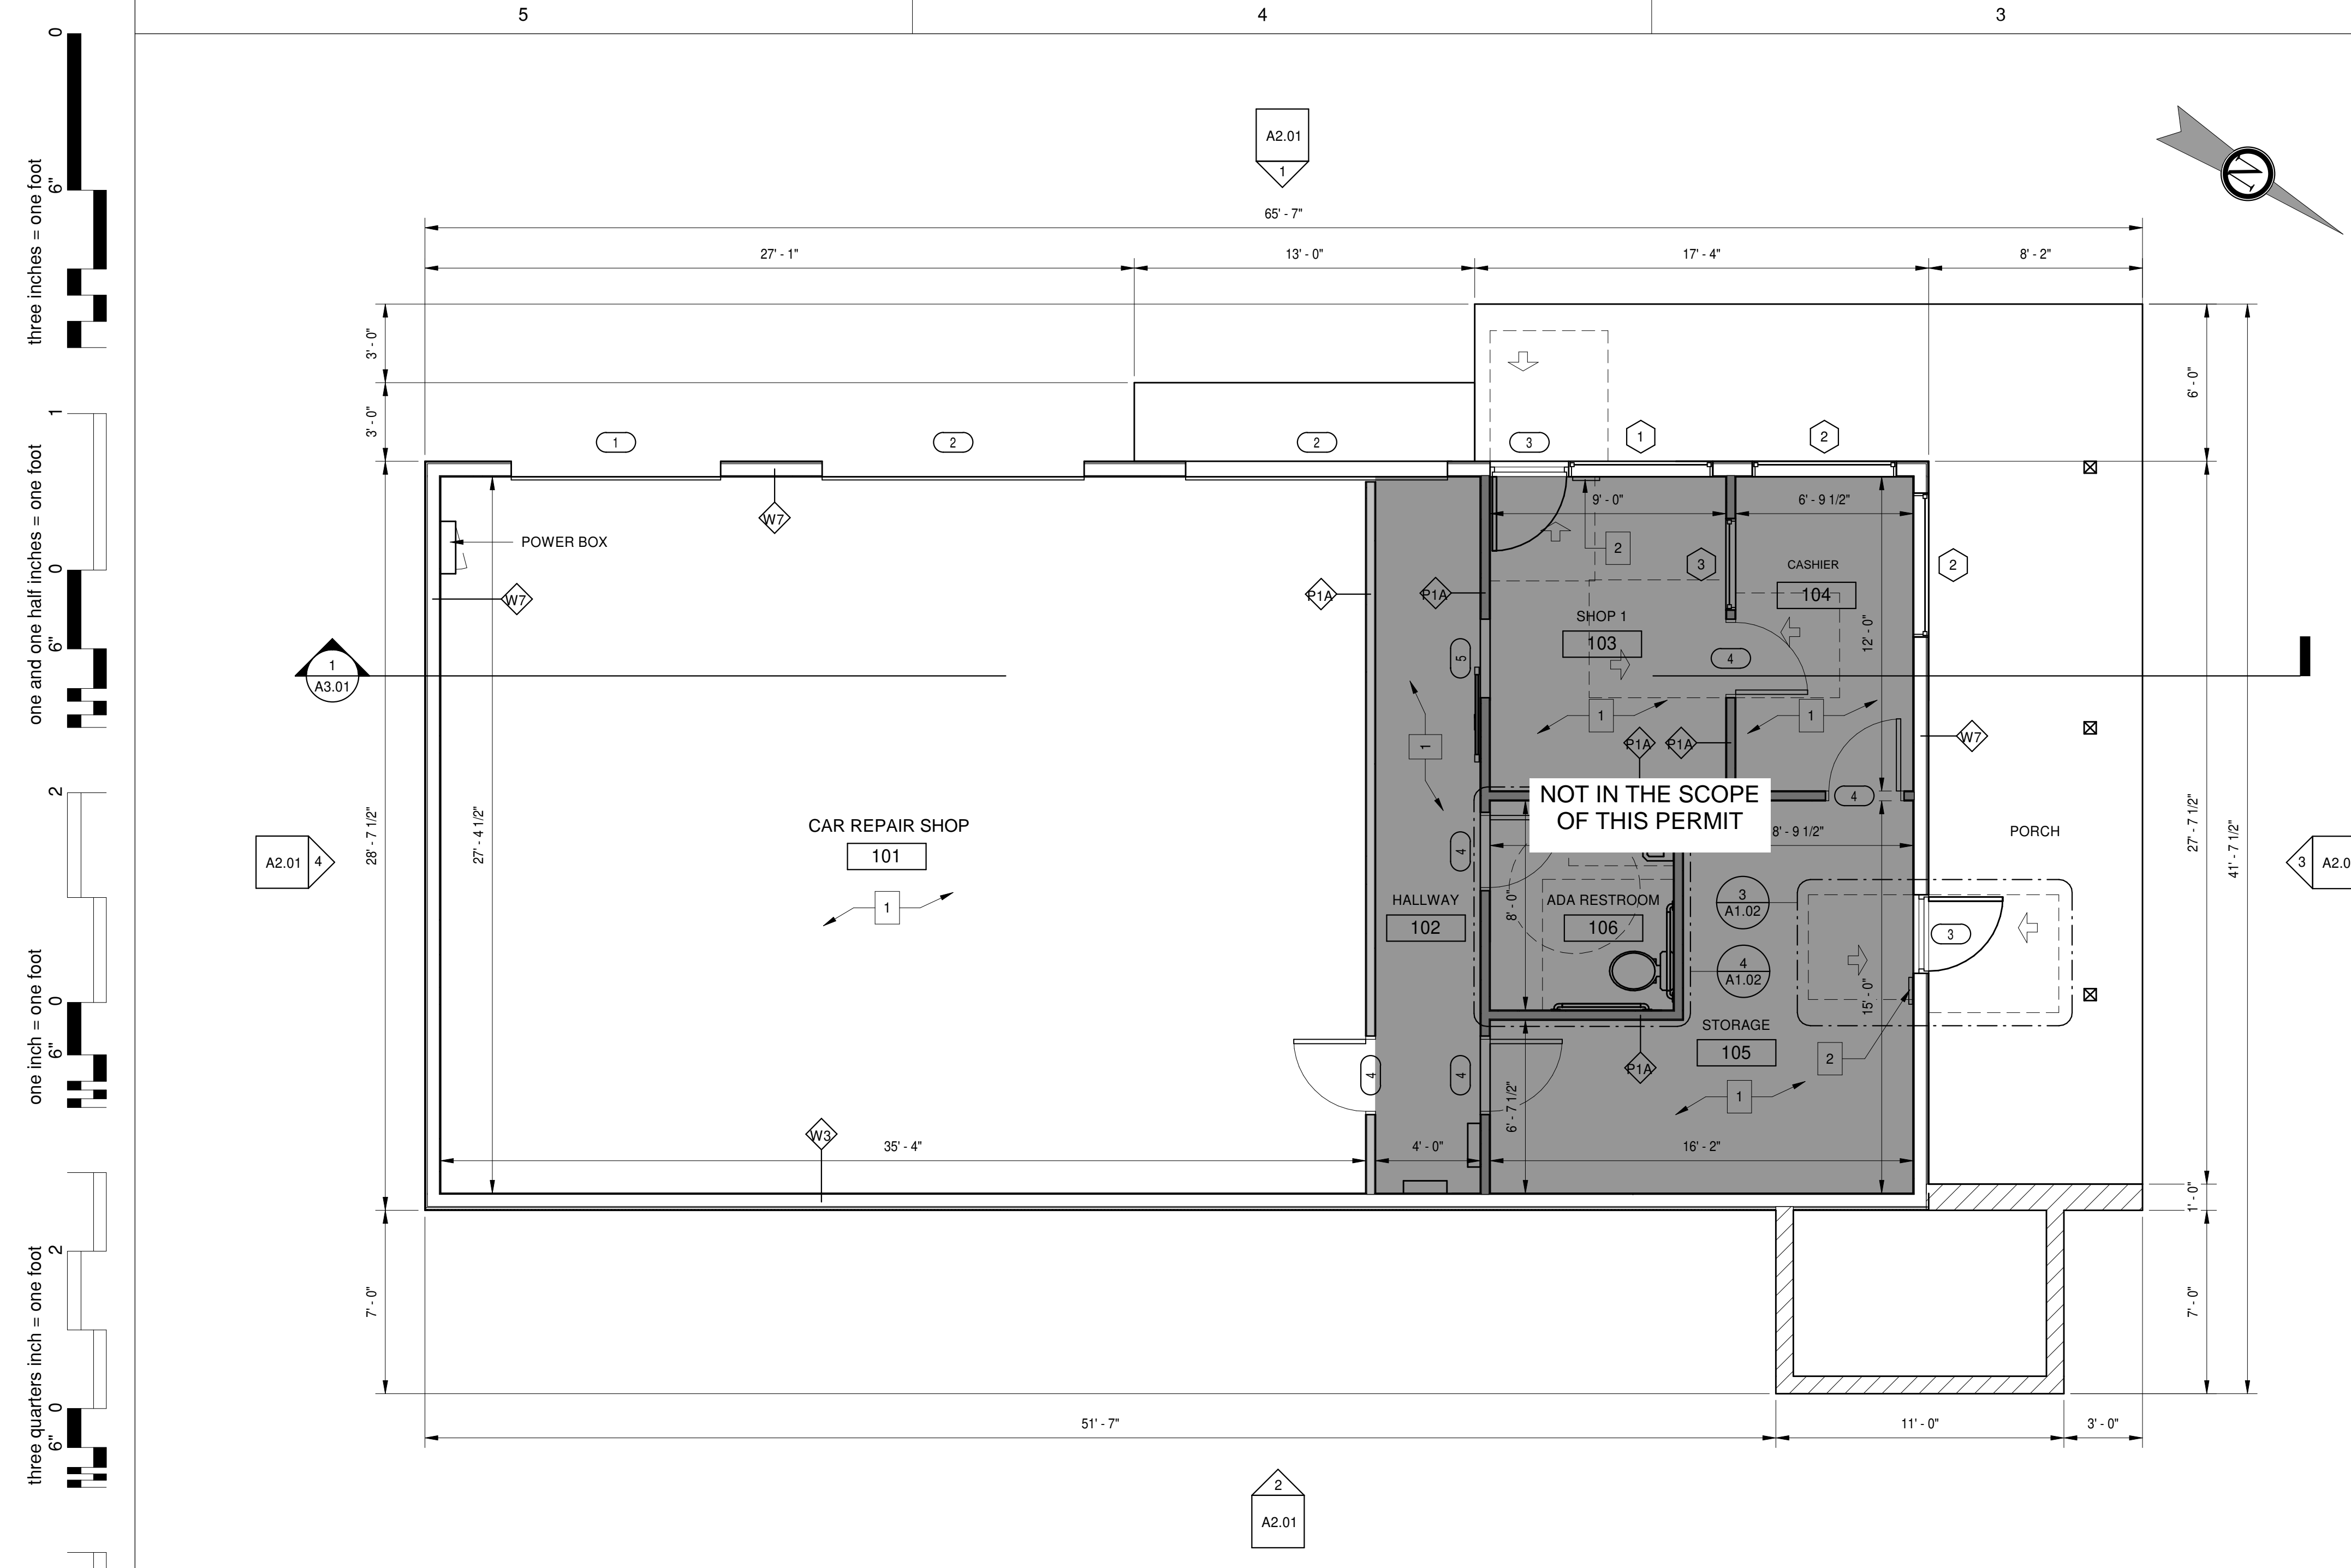 5
4
3
0
6"
three inches = one foot
1
0
6"
one and one half inches = one foot
2
0
6"
one inch = one foot
2
0
6"
three quarters inch = one foot
A2.01
1
N
65' - 7"
27' - 1"
13' - 0"
17' - 4"
8' - 2"
3' - 0"
3' - 0"
6' - 0"
1
2
2
3
1
2
W7
POWER BOX
W7
9' - 0"
6' - 9 1/2"
2
3
CASHIER
104
2
P1A
P1A
SHOP 1
103
12' - 0"
5
4
1
A3.01
1
1
1
P1A
P1A
W7
NOT IN THE SCOPE
OF THIS PERMIT
4
28' - 7 1/2"
27' - 4 1/2"
CAR REPAIR SHOP
101
1
A2.01
4
4
8' - 9 1/2"
PORCH
27' - 7 1/2"
41' - 7 1/2"
3
A2.0
HALLWAY
102
8' - 0"
ADA RESTROOM
106
3
A1.02
4
A1.02
3
15' - 0"
STORAGE
105
2
P1A
4
4
1
6' - 7 1/2"
W3
35' - 4"
4' - 0"
16' - 2"
1' - 0"
7' - 0"
7' - 0"
51' - 7"
11' - 0"
3' - 0"
2
A2.01